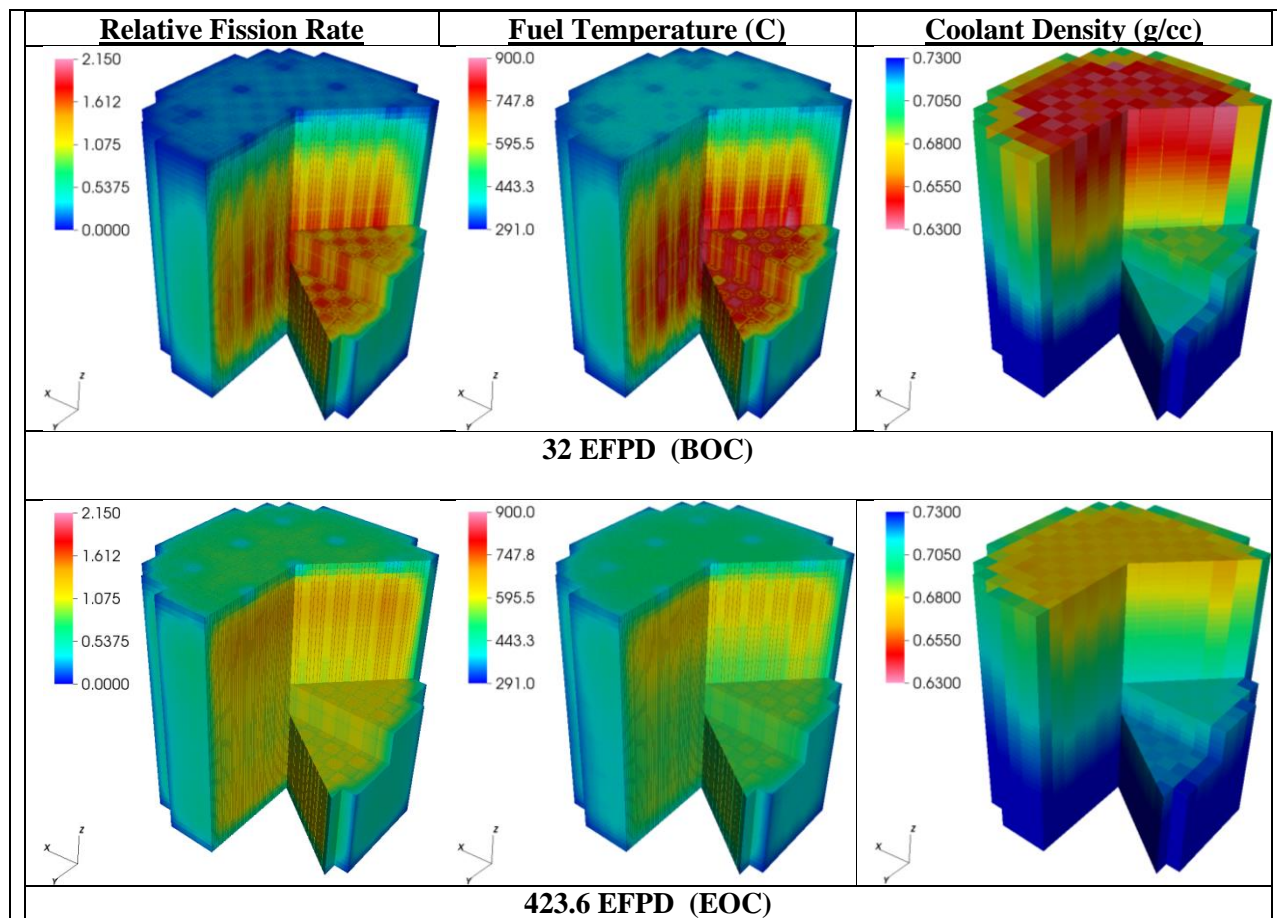 Relative Fission Rate
Fuel Temperature (C)
Coolant Density (g/cc)
2.150
1.612
1.075
0.5375
0.0000
X
Y
Z
900.0
747.8
595.5
443.3
291.0
X
Y
Z
0.7300
0.7050
0.6800
0.6550
0.6300
X
Y
Z
32 EFPD (BOC)
2.150
1.612
1.075
0.5375
0.0000
X
Y
Z
900.0
747.8
595.5
443.3
291.0
X
Y
Z
0.7300
0.7050
0.6800
0.6550
0.6300
X
Y
Z
423.6 EFPD (EOC)